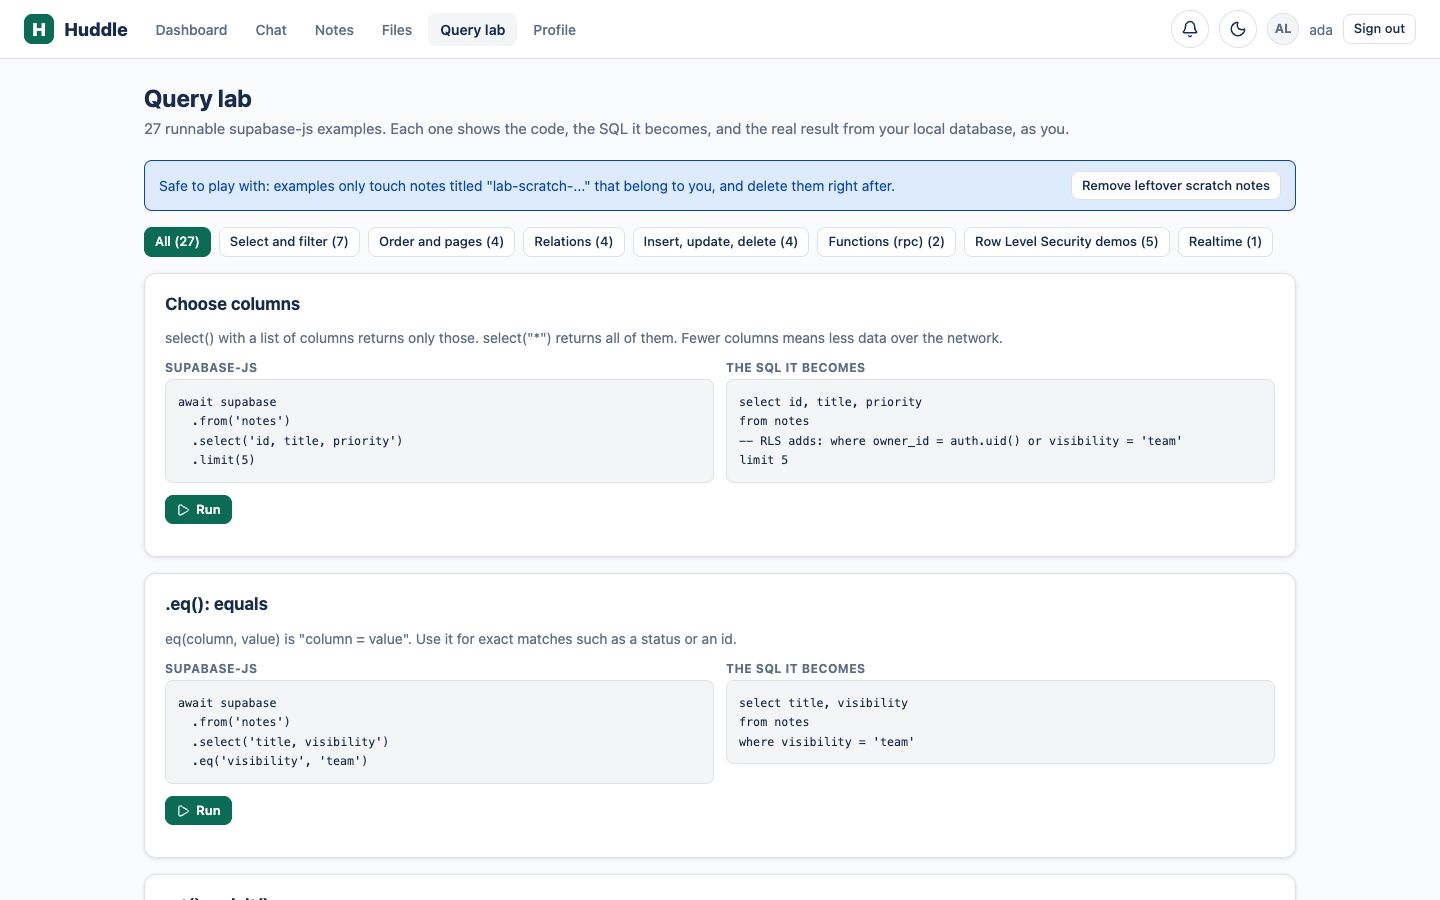 H Huddle Dashboard Chat Notes Files Query lab Profile AL ada Sign out
Query lab
27 runnable supabase-js examples. Each one shows the code, the SQL it becomes, and the real result from your local database, as you.
Safe to play with: examples only touch notes titled "lab-scratch-..." that belong to you, and delete them right after. Remove leftover scratch notes
All (27) Select and filter (7) Order and pages (4) Relations (4) Insert, update, delete (4) Functions (rpc) (2) Row Level Security demos (5) Realtime (1)
Choose columns
select() with a list of columns returns only those. select("*") returns all of them. Fewer columns means less data over the network.
SUPABASE-JS
await supabase
  .from('notes')
  .select('id, title, priority')
  .limit(5)
THE SQL IT BECOMES
select id, title, priority
from notes
-- RLS adds: where owner_id = auth.uid() or visibility = 'team'
limit 5
Run
.eq(): equals
eq(column, value) is "column = value". Use it for exact matches such as a status or an id.
SUPABASE-JS
await supabase
  .from('notes')
  .select('title, visibility')
  .eq('visibility', 'team')
THE SQL IT BECOMES
select title, visibility
from notes
where visibility = 'team'
Run